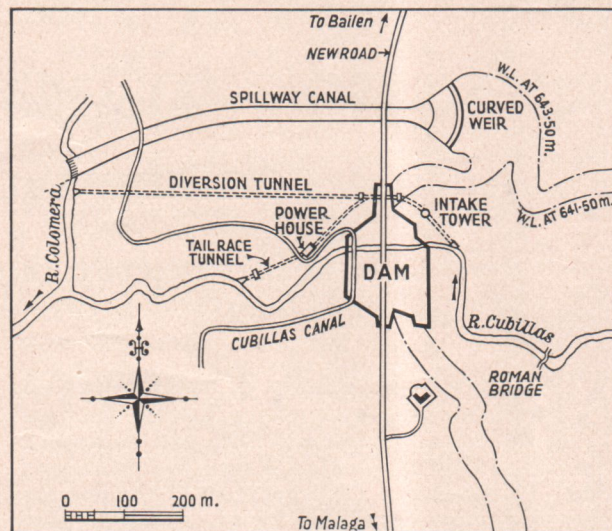 To Bailen
NEW ROAD
SPILLWAY CANAL
CURVED
WEIR
W.L. AT 643·50 m.
DIVERSION TUNNEL
INTAKE
TOWER
W.L. AT 641·50 m.
POWER
HOUSE
TAIL RACE
TUNNEL
R. Colomera
DAM
CUBILLAS CANAL
R. Cubillas
ROMAN
BRIDGE
N
0 100 200 m.
To Malaga